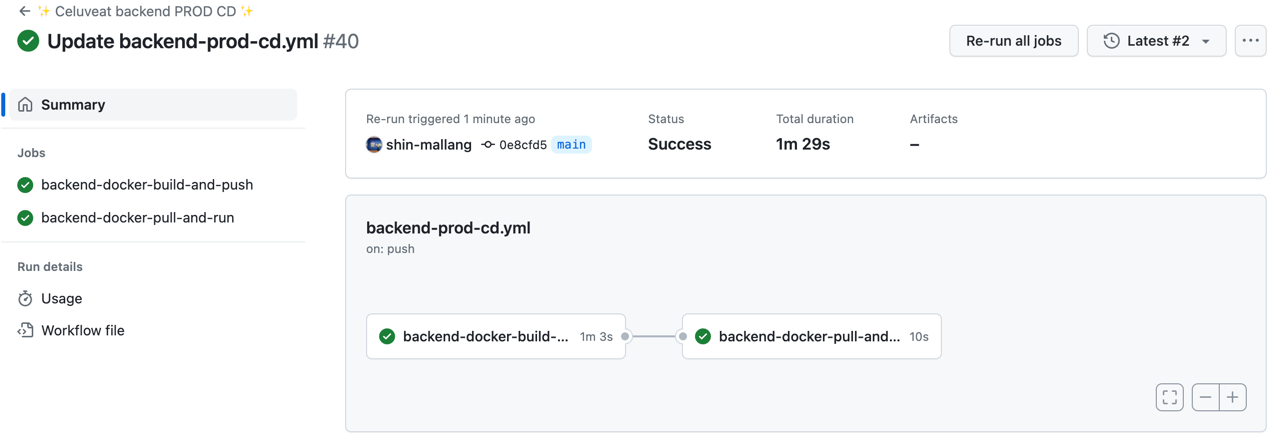 ← ✨ Celuveat backend PROD CD ✨
Update backend-prod-cd.yml #40
Re-run all jobs
Latest #2
Summary
Jobs
backend-docker-build-and-push
backend-docker-pull-and-run
Run details
Usage
Workflow file
Re-run triggered 1 minute ago
shin-mallang 0e8cfd5 main
Status
Success
Total duration
1m 29s
Artifacts
–
backend-prod-cd.yml
on: push
backend-docker-build-... 1m 3s
backend-docker-pull-and... 10s